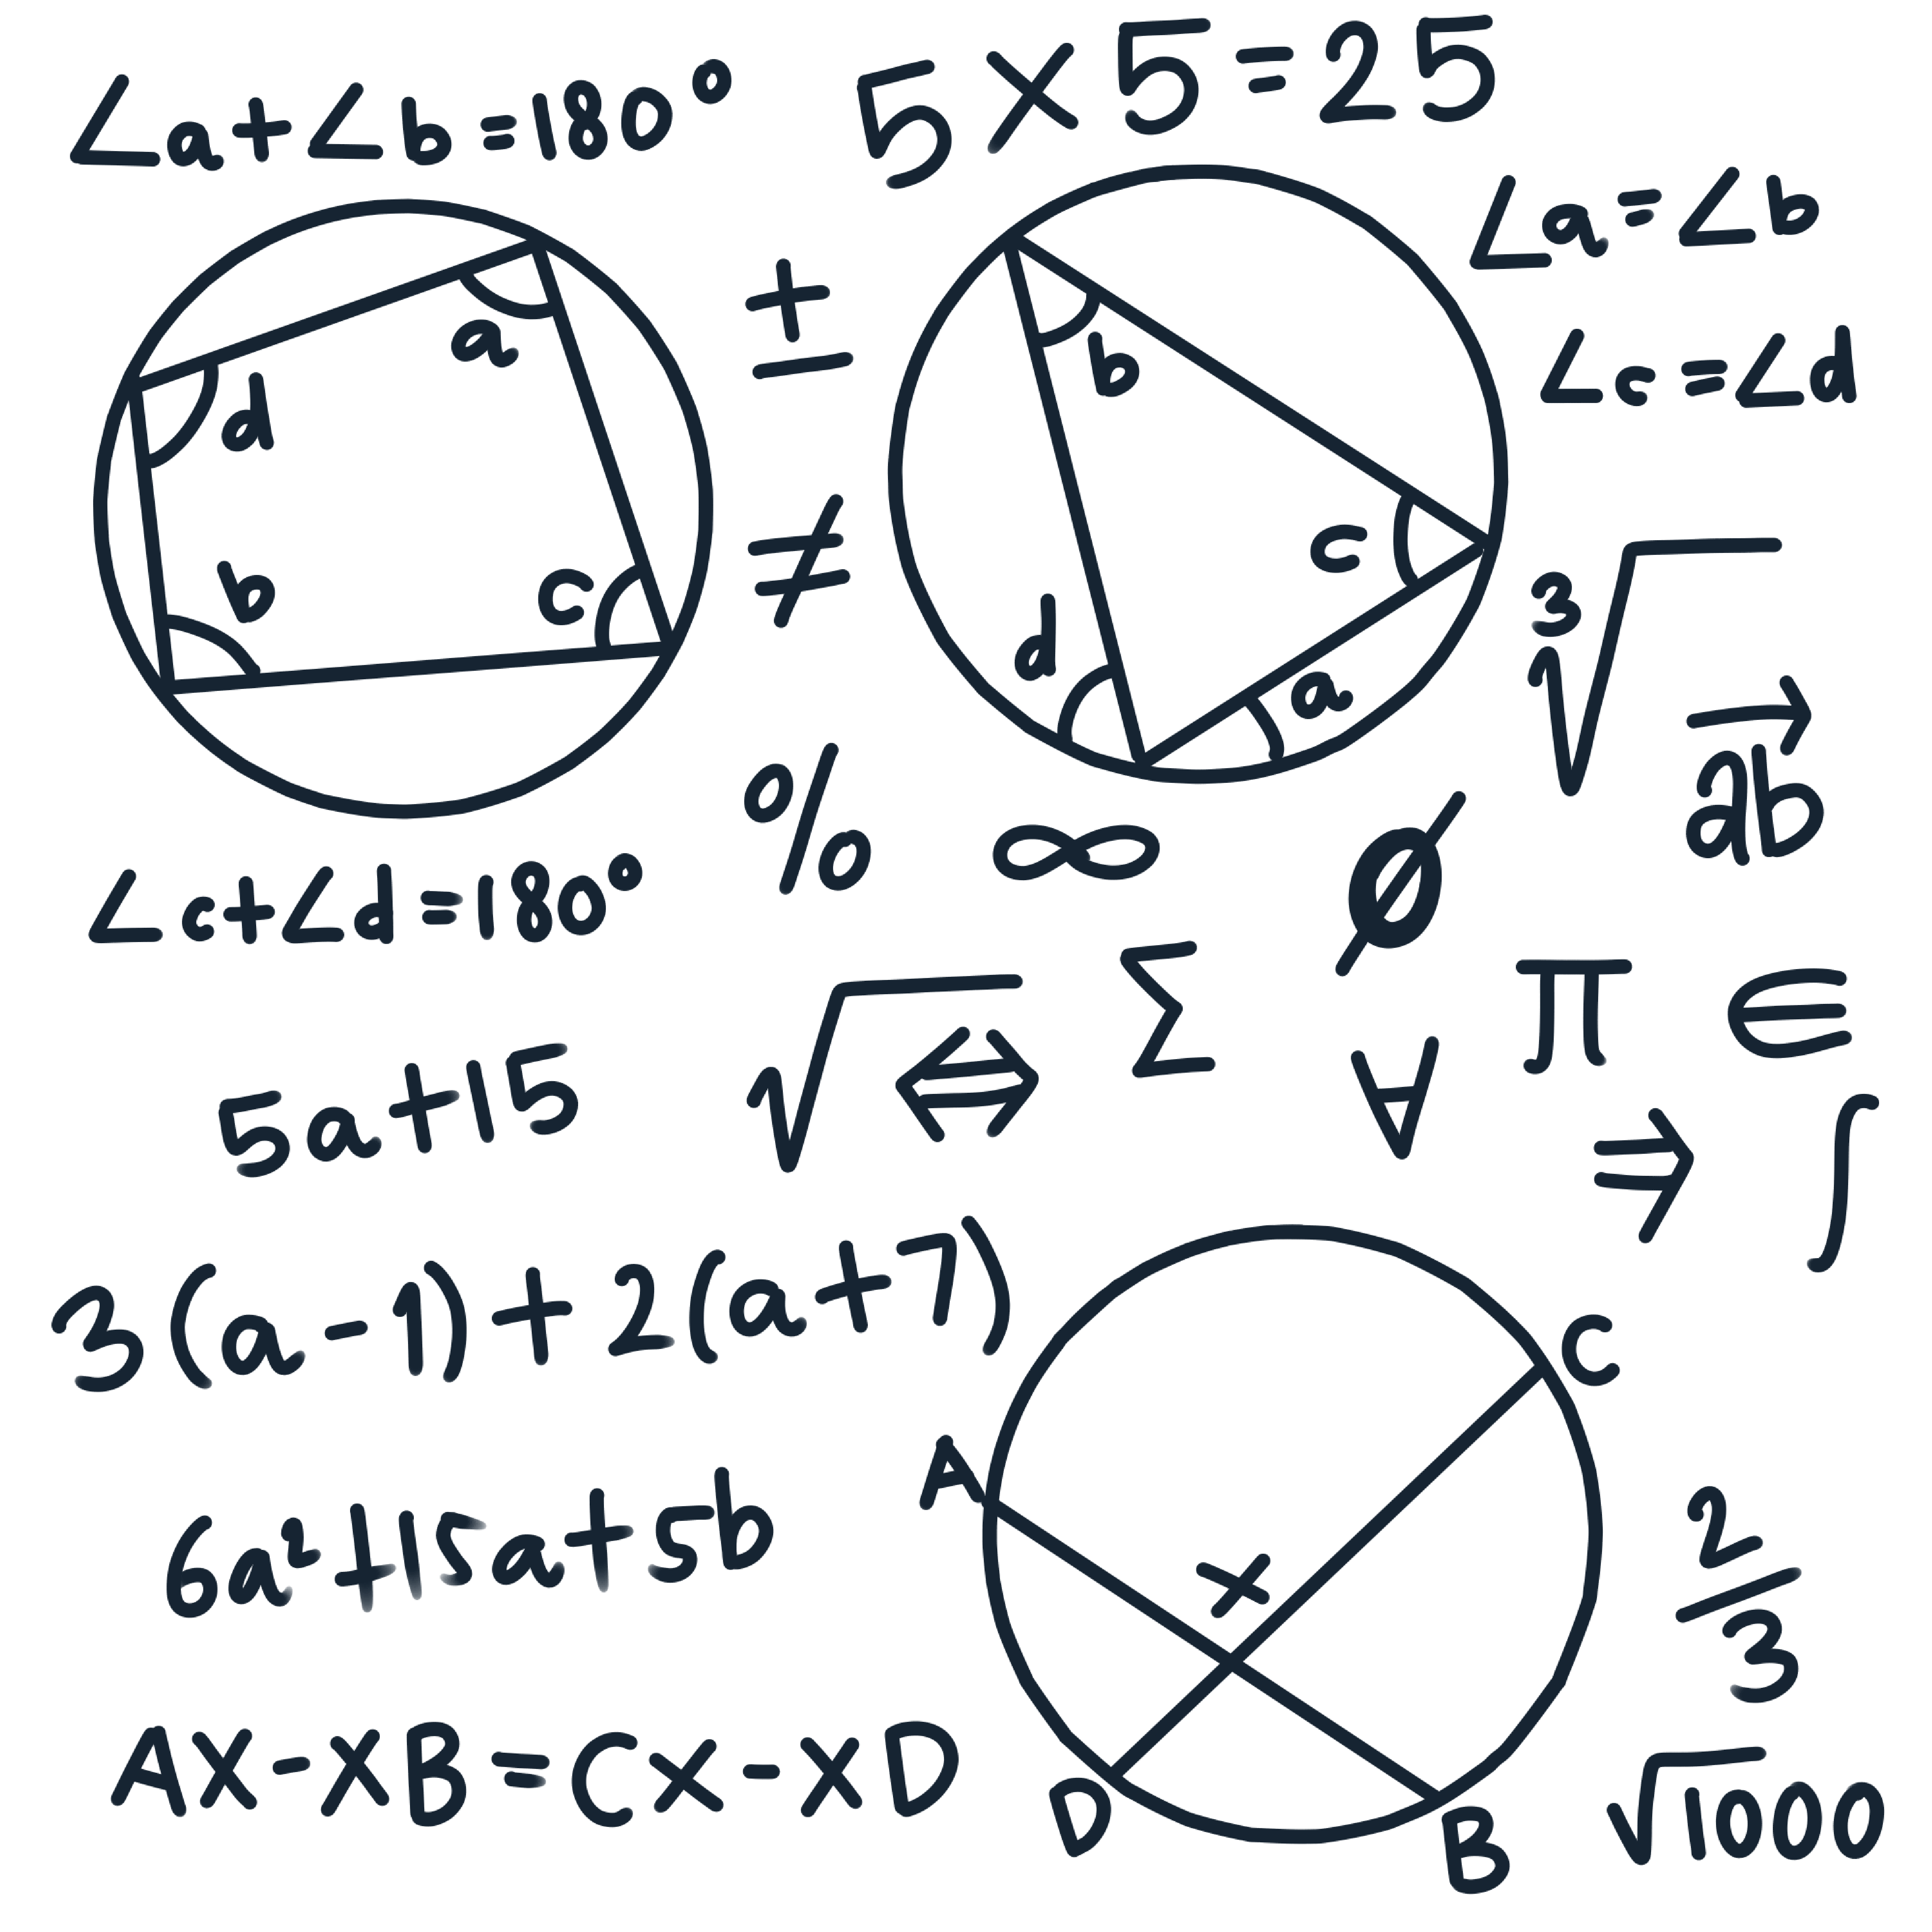 ∠a+∠b=180°
5×5=25
∠a=∠b
∠c=∠d
a
d
b
c
±
≠
b
c
d
a
∛
→
ab
%
∞
∅
∠c+∠d=180°
√
⇔
Σ
∀
π
∈
⇒
∫
5a+15
3(a-1)+2(a+7)
6a²+15a+5b
A
C
X
D
B
2/3
AX-XB=CX-XD
√1000